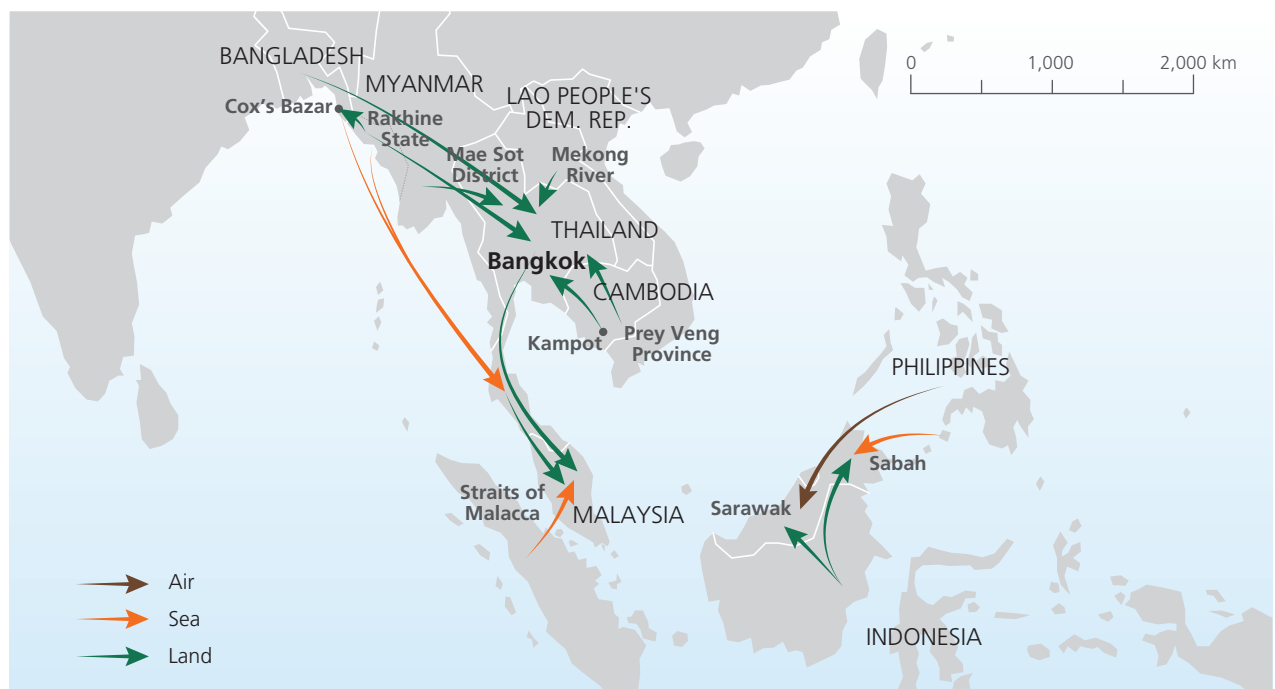 BANGLADESH
0 1,000 2,000 km
MYANMAR
LAO PEOPLE'S
DEM. REP.
Cox's Bazar
Rakhine
State
Mae Sot
District
Mekong
River
THAILAND
Bangkok
CAMBODIA
Kampot
Prey Veng
Province
PHILIPPINES
Sabah
Straits of
Malacca
MALAYSIA
Sarawak
Air
Sea
Land
INDONESIA